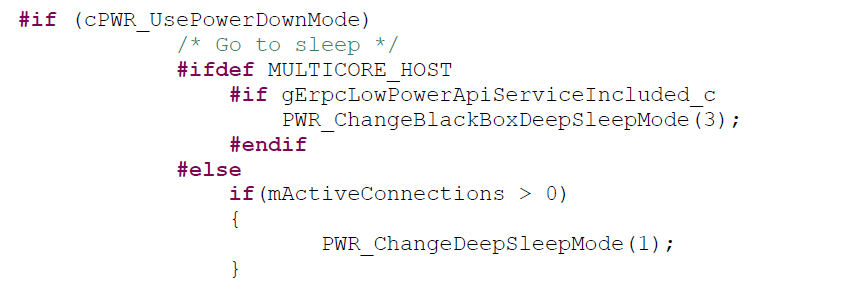 #if (cPWR_UsePowerDownMode)
/* Go to sleep */
#ifdef MULTICORE_HOST
#if gErpcLowPowerApiServiceIncluded_c
PWR_ChangeBlackBoxDeepSleepMode(3);
#endif
#else
if(mActiveConnections > 0)
{
PWR_ChangeDeepSleepMode(1);
}